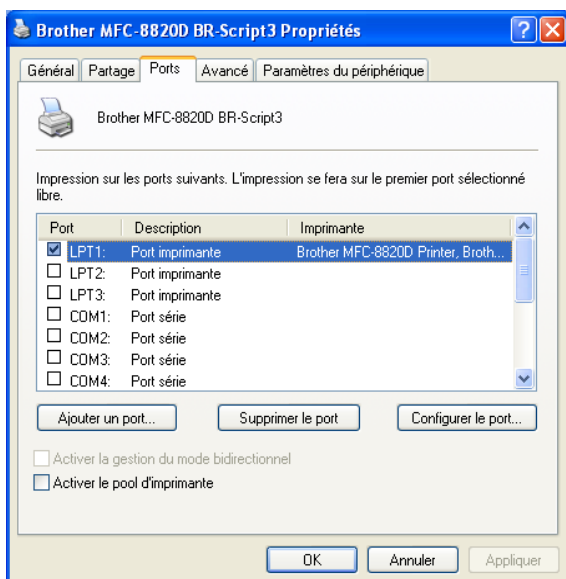 Brother MFC-8820D BR-Script3 Propriétés
Général Partage Ports Avancé Paramètres du périphérique
Brother MFC-8820D BR-Script3
Impression sur les ports suivants. L'impression se fera sur le premier port sélectionné
libre.
Port Description Imprimante
LPT1: Port imprimante Brother MFC-8820D Printer, Broth...
LPT2: Port imprimante
LPT3: Port imprimante
COM1: Port série
COM2: Port série
COM3: Port série
COM4: Port série
Ajouter un port... Supprimer le port Configurer le port...
Activer la gestion du mode bidirectionnel
Activer le pool d'imprimante
OK Annuler Appliquer